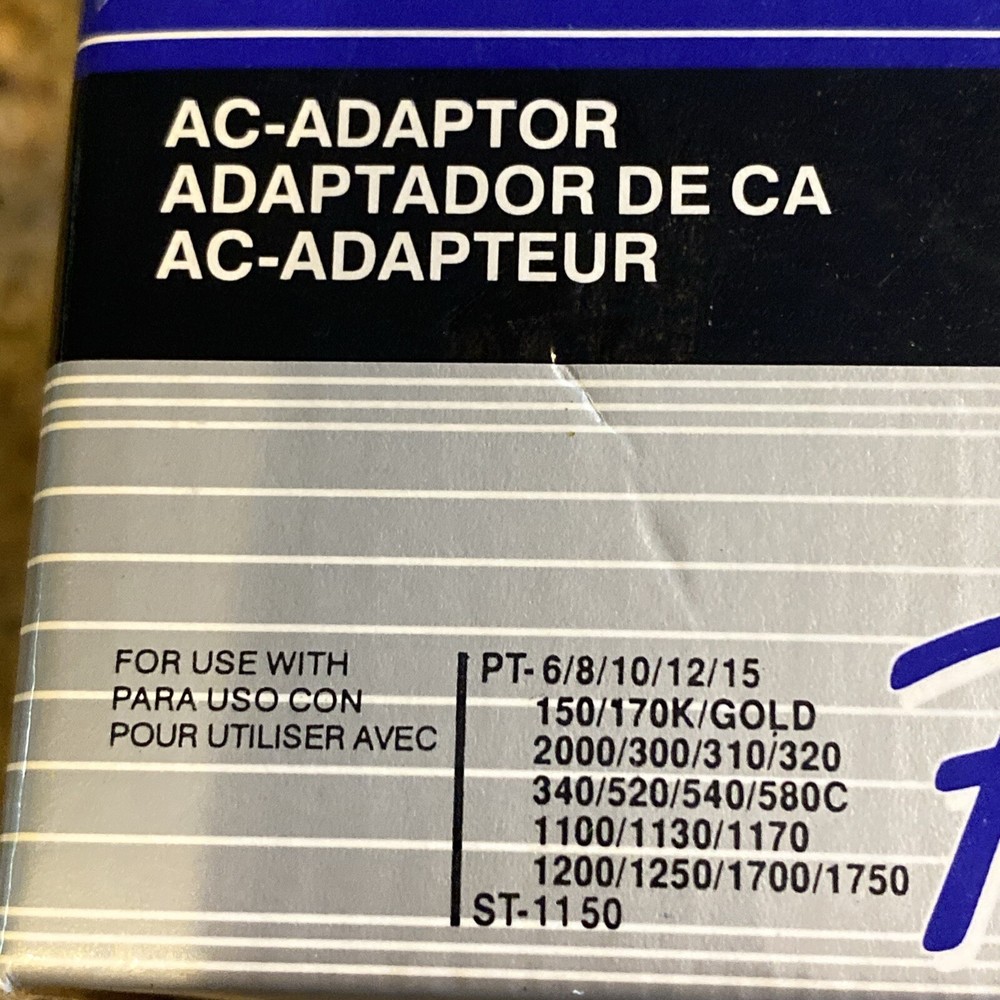 AC-ADAPTOR
ADAPTADOR DE CA
AC-ADAPTEUR
FOR USE WITH
PARA USO CON
POUR UTILISER AVEC
PT- 6/8/10/12/15
150/170K/GOLD
2000/300/310/320
340/520/540/580C
1100/1130/1170
1200/1250/1700/1750
ST-1150